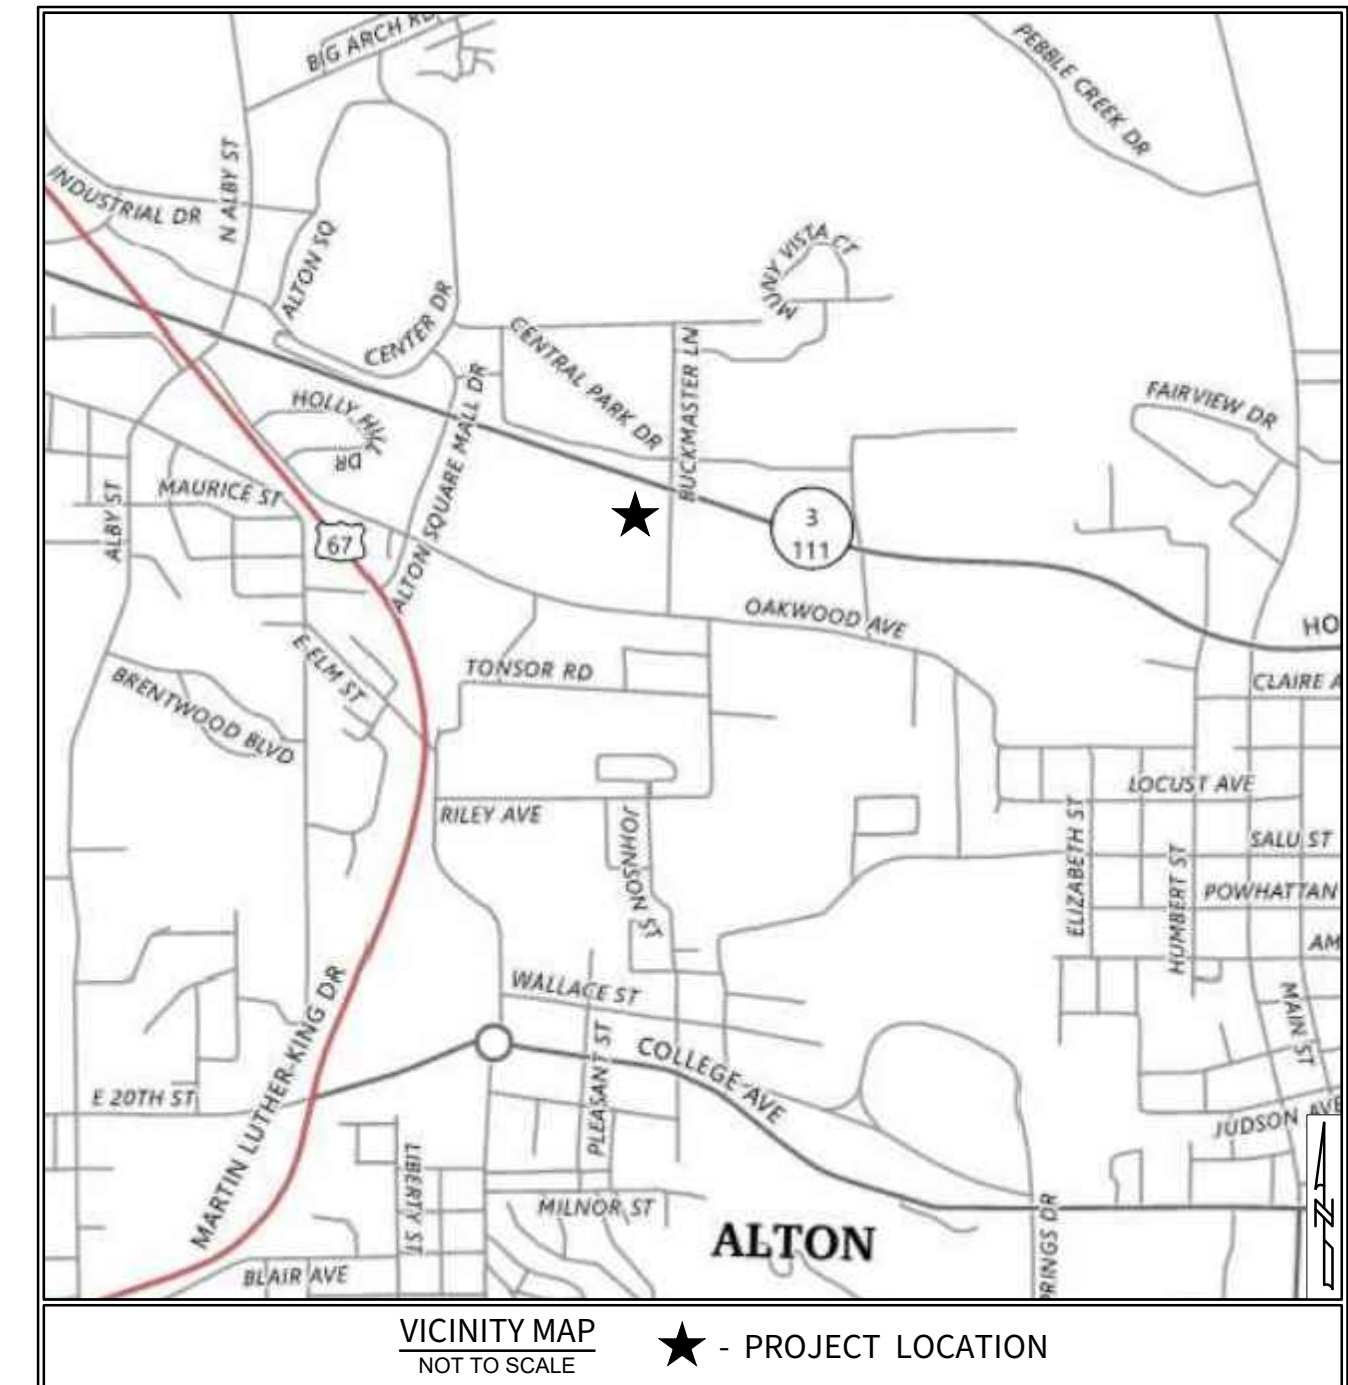 BIG ARCH RD
PEBBLE CREEK DR
N ALBY ST
INDUSTRIAL DR
ALTON SQ
MUNY VISTA CT
CENTER DR
CENTRAL PARK DR
BUCKMASTER LN
ALTON SQUARE MALL DR
HOLLY HILL
DR
FAIRVIEW DR
MAURICE ST
ALBY ST
67
3
111
OAKWOOD AVE
HO
E ELM ST
TONSOR RD
CLAIRE A
BRENTWOOD BLVD
LOCUST AVE
RILEY AVE
JOHNSON ST
ELIZABETH ST
SALU ST
HUMBERT ST
POWHATTAN
AM
WALLACE ST
MAIN ST
MARTIN LUTHER KING DR
PLEASANT ST
COLLEGE AVE
E 20TH ST
JUDSON AVE
LIBERTY ST
MILNOR ST
ALTON
PRINGS DR
BLAIR AVE
N
VICINITY MAP
NOT TO SCALE
★ - PROJECT LOCATION